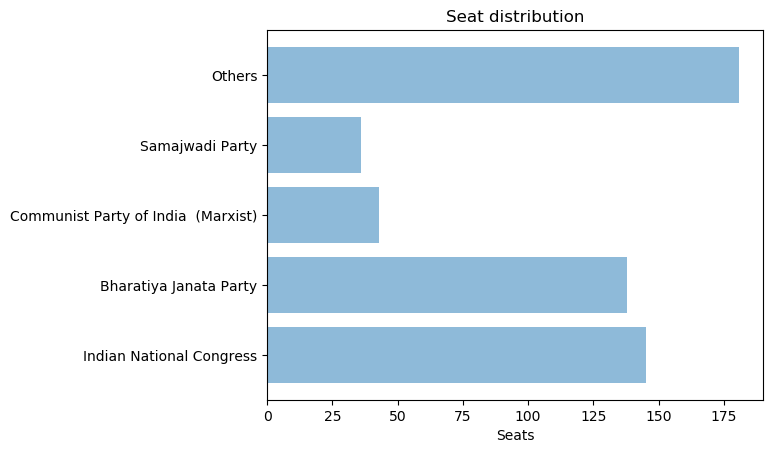 Seat distribution
Others
Samajwadi Party
Communist Party of India  (Marxist)
Bharatiya Janata Party
Indian National Congress
0 25 50 75 100 125 150 175
Seats